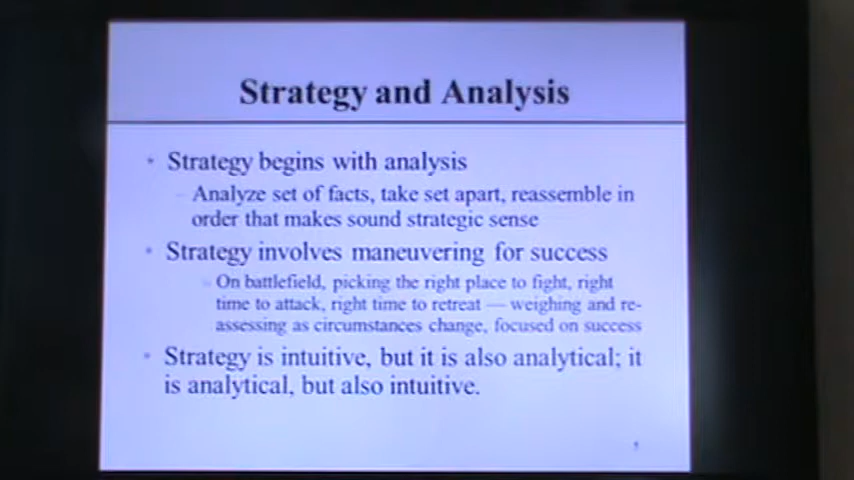 Strategy and Analysis
• Strategy begins with analysis
– Analyze set of facts, take set apart, reassemble in
order that makes sound strategic sense
• Strategy involves maneuvering for success
– On battlefield, picking the right place to fight, right
time to attack, right time to retreat — weighing and re-
assessing as circumstances change, focused on success
• Strategy is intuitive, but it is also analytical; it
is analytical, but also intuitive.